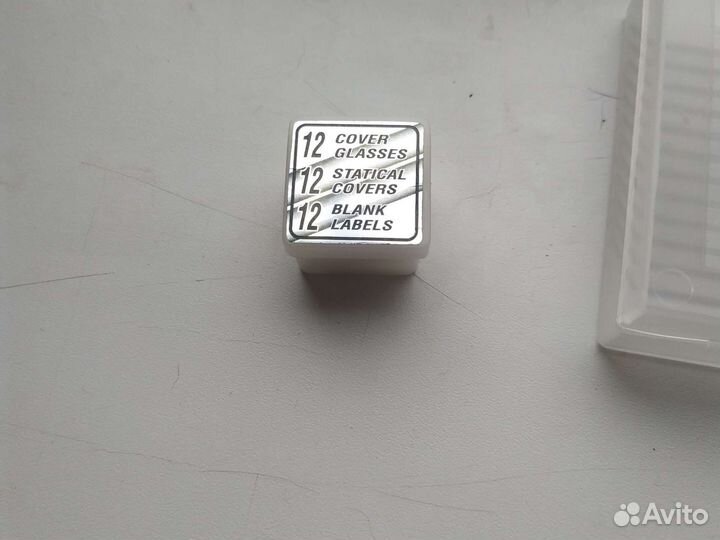 12 COVER
GLASSES
12 STATICAL
COVERS
12 BLANK
LABELS
Avito